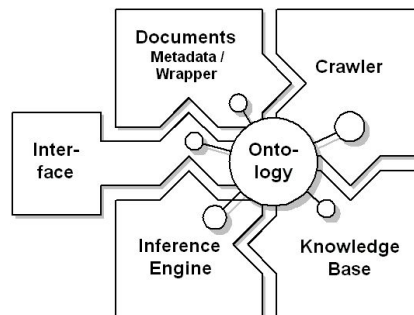 Documents
Metadata /
Wrapper
Crawler
Inter-
face
Onto-
logy
Inference
Engine
Knowledge
Base